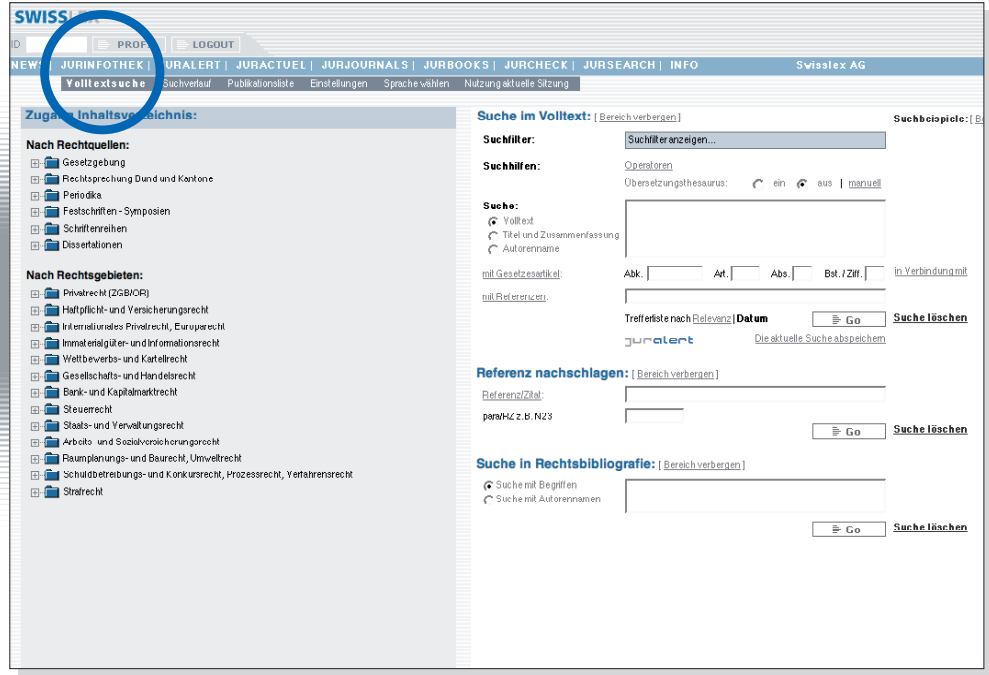 SWISS
ID PROF LOGOUT
NEWS| JURINFOTHEK| JURALERT| JURACTUEL| JURJOURNALS| JURBOOKS| JURCHECK| JURSEARCH| INFO Swisslex AG
Volltextsuche Suchverlauf Publikationsliste Einstellungen Sprache wählen Nutzung aktuelle Sitzung
Zugang Inhaltsverzeichnis:
Nach Rechtquellen:
Gesetzgebung
Rechtsprechung Bund und Kantone
Periodika
Festschriften - Symposien
Schriftenreihen
Dissertationen
Nach Rechtsgebieten:
Privatrecht (ZGB/OR)
Haftpflicht- und Versicherungsrecht
Internationales Privatrecht, Europarecht
Immaterialgüter- und Informationsrecht
Wettbewerbs- und Kartellrecht
Gesellschafts- und Handelsrecht
Bank- und Kapitalmarktrecht
Steuerrecht
Staats- und Verwaltungsrecht
Arbeits- und Sozialversicherungsrecht
Raumplanungs- und Baurecht, Umweltrecht
Schuldbetreibungs- und Konkursrecht, Prozessrecht, Verfahrensrecht
Strafrecht
Suche im Volltext: [ Bereich verbergen ] Suchbeispiele: [
Suchfilter: Suchfilter anzeigen...
Suchhilfen: Operatoren
Übersetzungsthesaurus: ein aus | manuell
Suche:
Volltext
Titel und Zusammenfassung
Autorenname
mit Gesetzesartikel: Abk. Art. Abs. Bst. / Ziff. in Verbindung mit
mit Referenzen:
Trefferliste nach Relevanz | Datum Go Suche löschen
juralert Die aktuelle Suche abspeichern
Referenz nachschlagen: [ Bereich verbergen ]
Referenz/Zitat:
para/RZ z.B. N23
Go Suche löschen
Suche in Rechtsbibliografie: [ Bereich verbergen ]
Suche mit Begriffen
Suche mit Autorennamen
Go Suche löschen